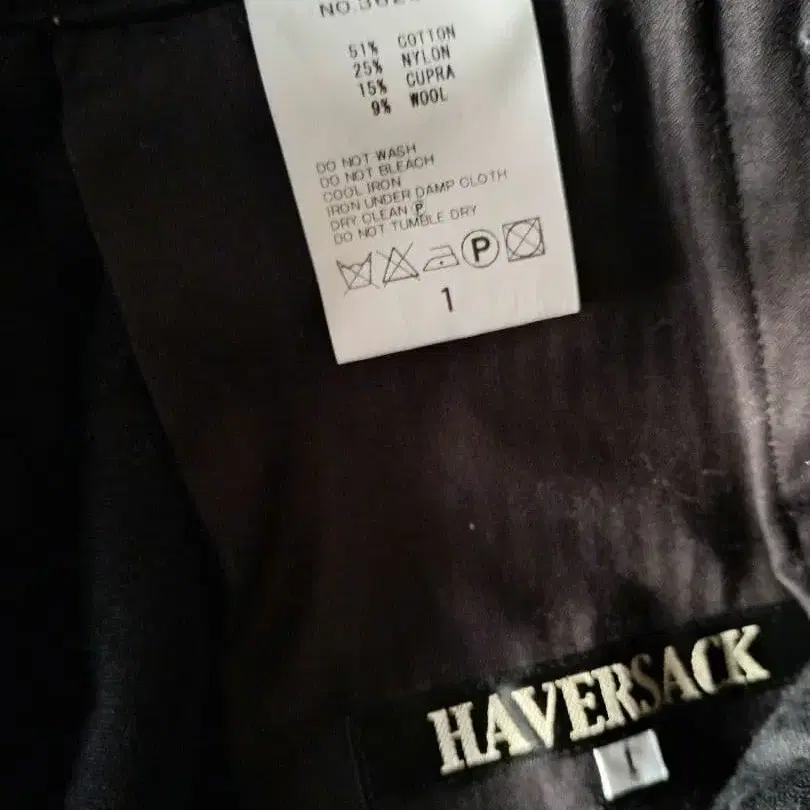 51% COTTON
25% NYLON
15% CUPRA
9% WOOL
DO NOT WASH
DO NOT BLEACH
COOL IRON
IRON UNDER DAMP CLOTH
DRY CLEAN Ⓟ
DO NOT TUMBLE DRY
P
1
HAVERSACK
1